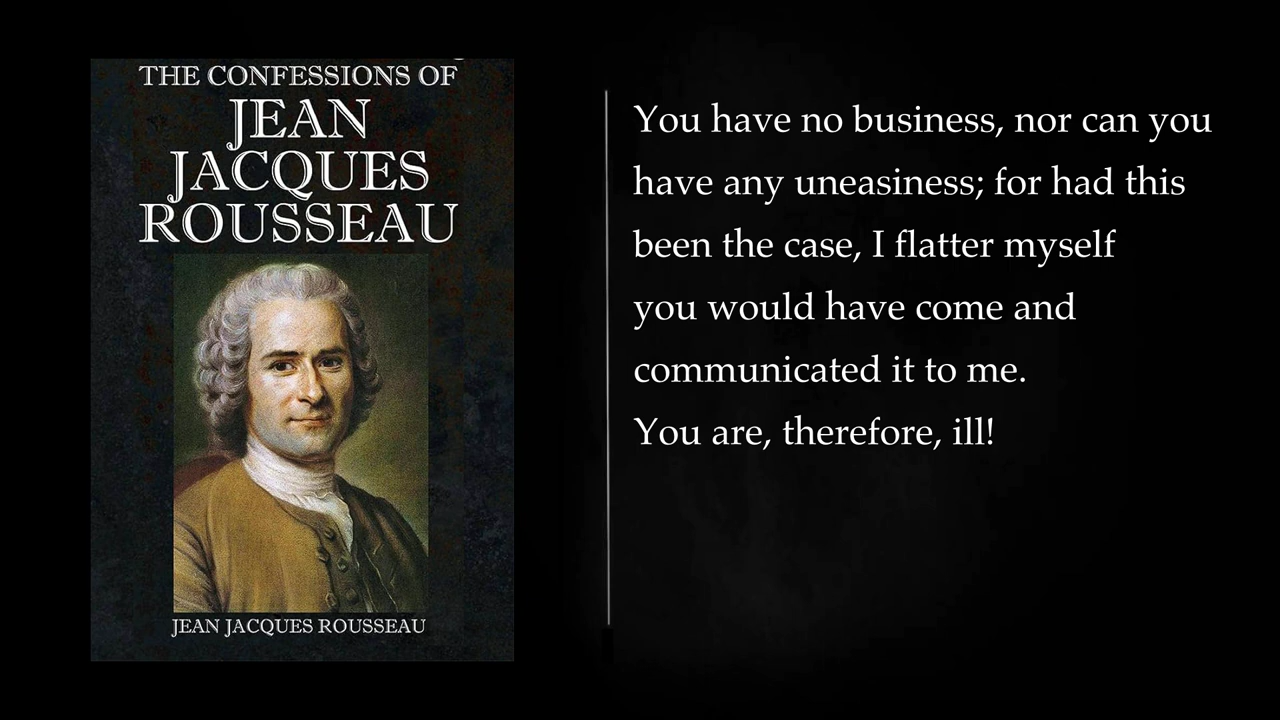 THE CONFESSIONS OF
JEAN
JACQUES
ROUSSEAU
JEAN JACQUES ROUSSEAU
You have no business, nor can you
have any uneasiness; for had this
been the case, I flatter myself
you would have come and
communicated it to me.
You are, therefore, ill!